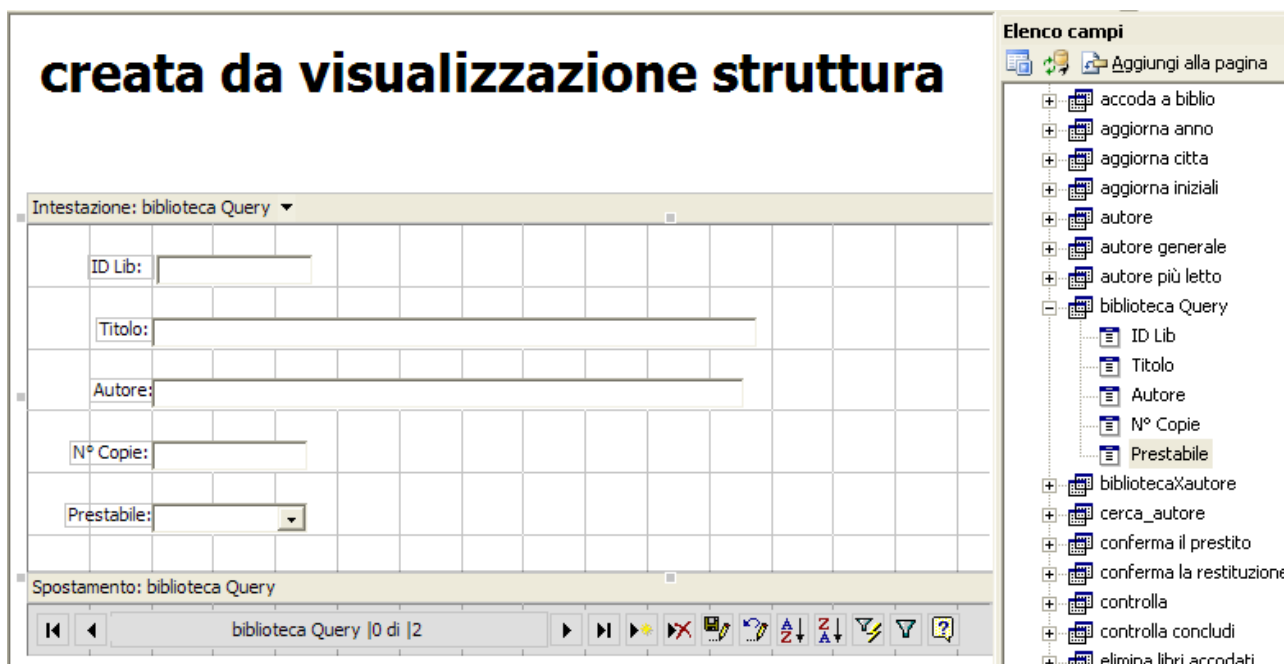 creata da visualizzazione struttura
Intestazione: biblioteca Query
ID Lib:
Titolo:
Autore:
N° Copie:
Prestabile:
Spostamento: biblioteca Query
biblioteca Query |0 di |2
Elenco campi
Aggiungi alla pagina
accoda a biblio
aggiorna anno
aggiorna citta
aggiorna iniziali
autore
autore generale
autore più letto
biblioteca Query
ID Lib
Titolo
Autore
N° Copie
Prestabile
bibliotecaXautore
cerca_autore
conferma il prestito
conferma la restituzione
controlla
controlla concludi
elimina libri accodati